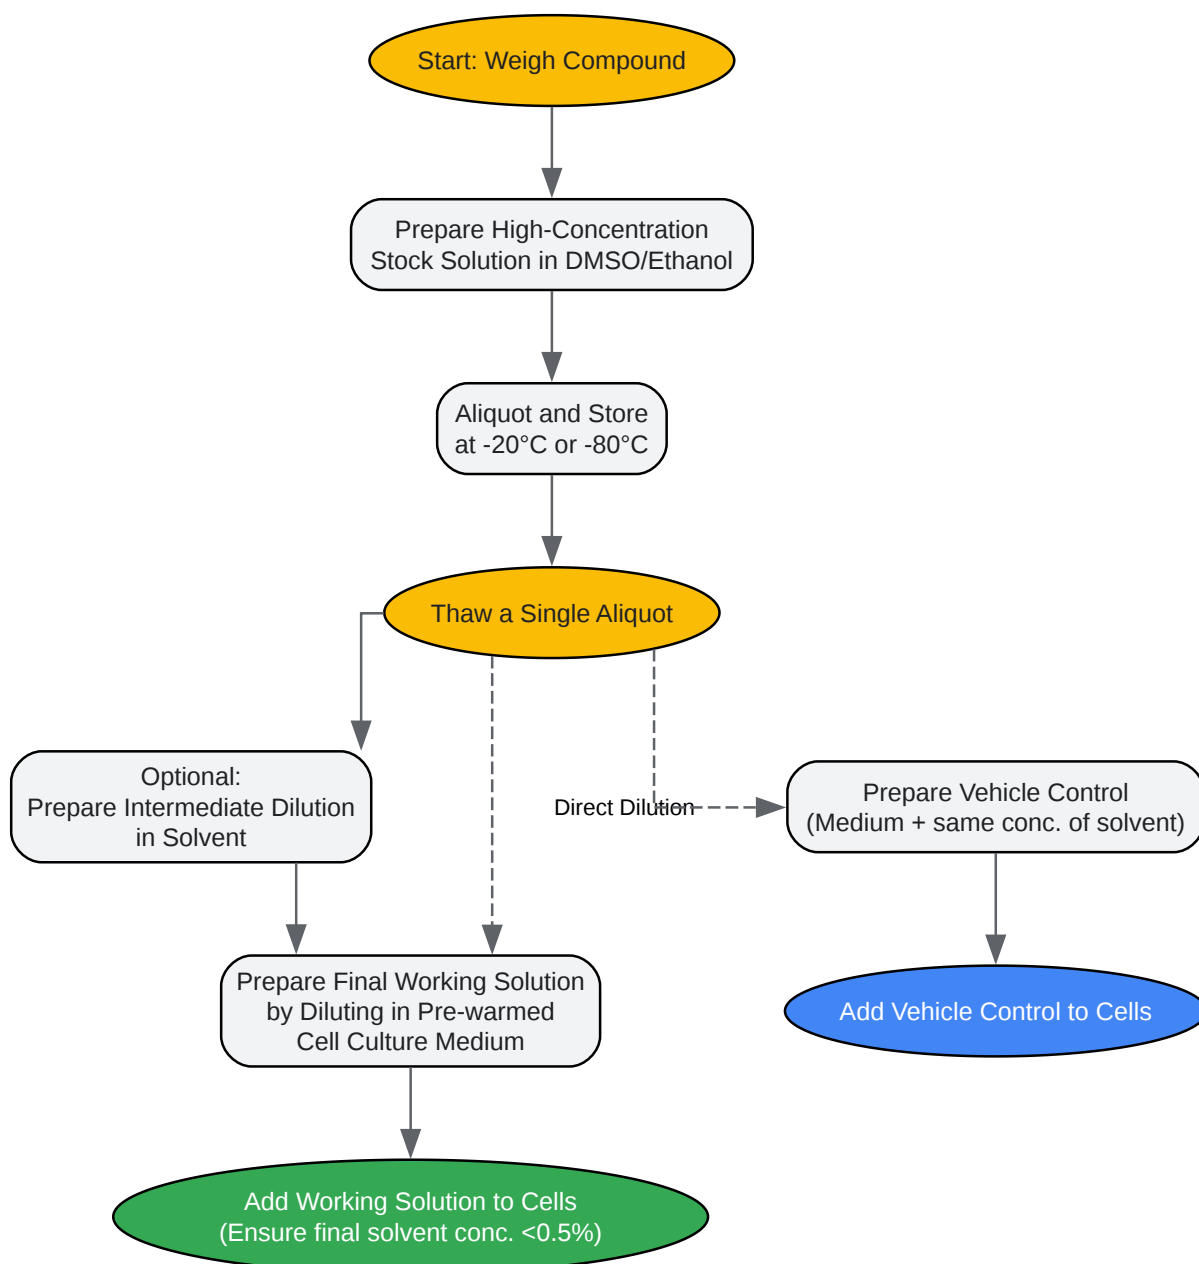 Start: Weigh Compound
Prepare High-Concentration
Stock Solution in DMSO/Ethanol
Aliquot and Store
at -20°C or -80°C
Thaw a Single Aliquot
Optional:
Prepare Intermediate Dilution
in Solvent
Direct Dilution
Prepare Vehicle Control
(Medium + same conc. of solvent)
Prepare Final Working Solution
by Diluting in Pre-warmed
Cell Culture Medium
Add Vehicle Control to Cells
Add Working Solution to Cells
(Ensure final solvent conc. <0.5%)